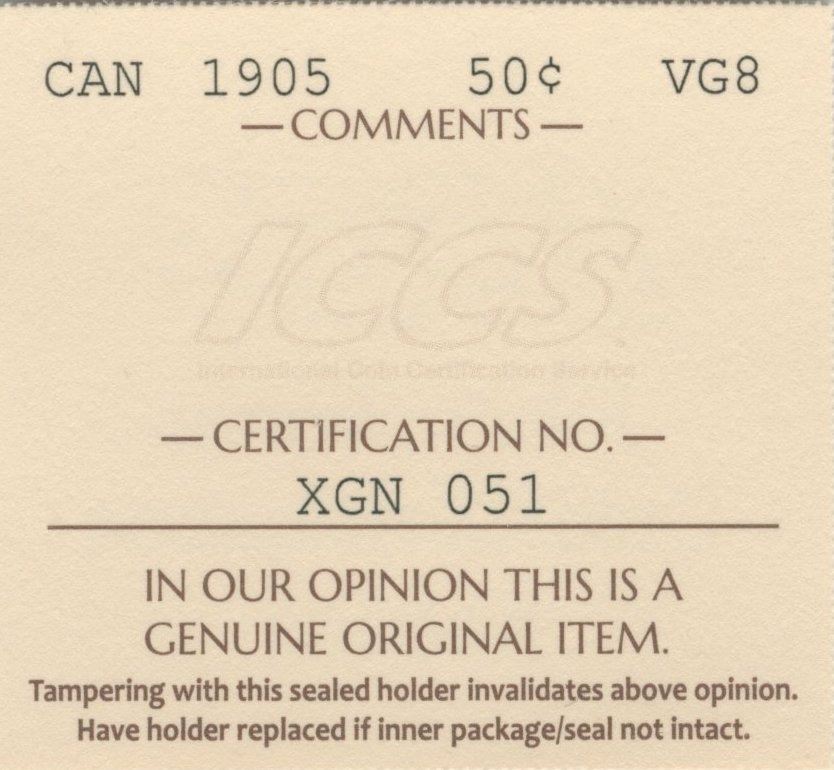 CAN 1905 50¢ VG8
— COMMENTS —
ICCS
International Coin Certification Service
— CERTIFICATION NO. —
XGN 051
IN OUR OPINION THIS IS A
GENUINE ORIGINAL ITEM.
Tampering with this sealed holder invalidates above opinion.
Have holder replaced if inner package/seal not intact.